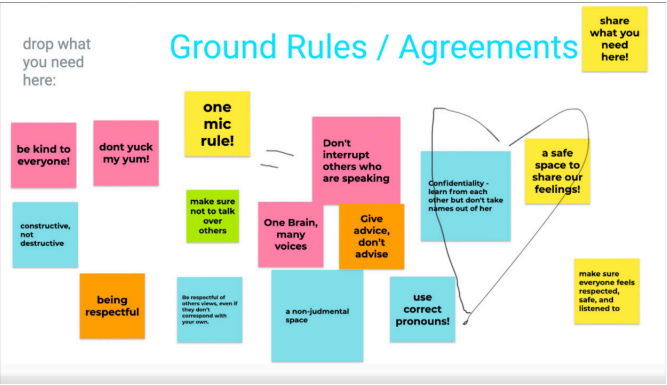 Ground Rules / Agreements
share
what you
need
here!
drop what
you need
here:
one
mic
rule!
be kind to
everyone!
dont yuck
my yum!
Don't
interrupt
others who
are speaking
a safe
space to
share our
feelings!
Confidentiality -
learn from each
other but don't take
names out of her
make sure
not to talk
over
others
constructive,
not
destructive
One Brain,
many
voices
Give
advice,
don't
advise
being
respectful
Be respectful of
others views, even if
they don't
correspond with
your own.
a non-judmental
space
use
correct
pronouns!
make sure
everyone feels
respected,
safe, and
listened to